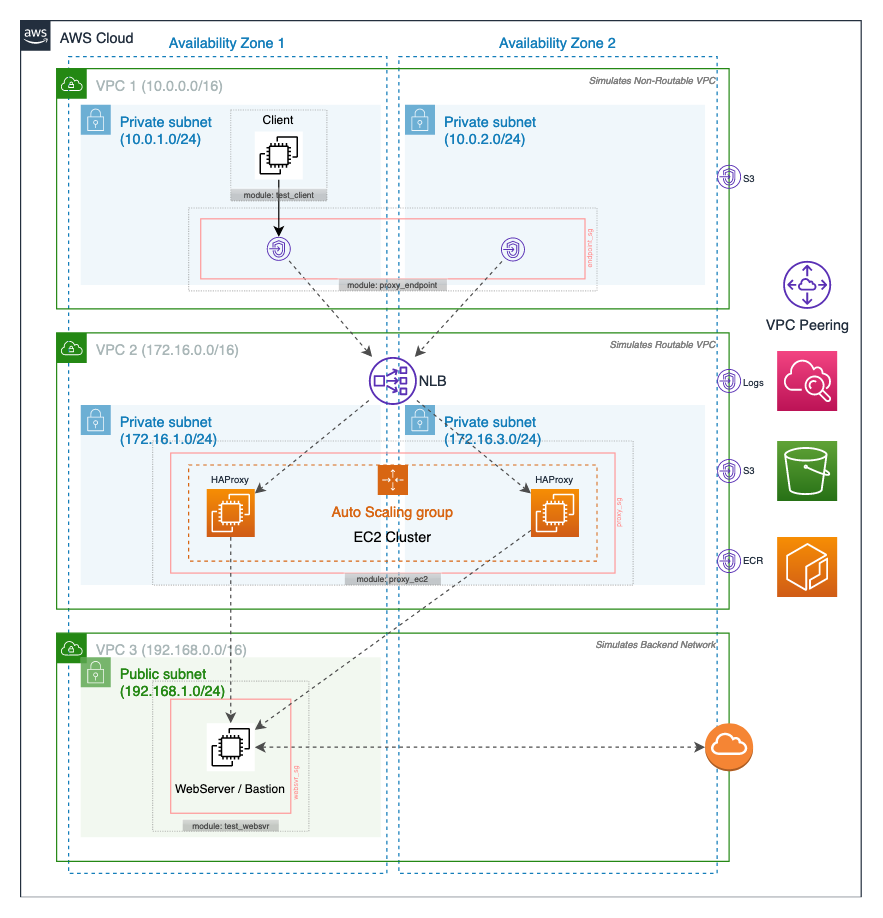 aws
AWS Cloud
Availability Zone 1
Availability Zone 2
VPC 1 (10.0.0.0/16)
Simulates Non-Routable VPC
Private subnet
(10.0.1.0/24)
Client
module: test_client
Private subnet
(10.0.2.0/24)
S3
endpoint_sg
module: proxy_endpoint
VPC Peering
VPC 2 (172.16.0.0/16)
Simulates Routable VPC
NLB
Logs
Private subnet
(172.16.1.0/24)
Private subnet
(172.16.3.0/24)
S3
HAProxy
HAProxy
Auto Scaling group
EC2 Cluster
proxy_sg
ECR
module: proxy_ec2
VPC 3 (192.168.0.0/16)
Simulates Backend Network
Public subnet
(192.168.1.0/24)
WebServer / Bastion
websvr_sg
module: test_websvr